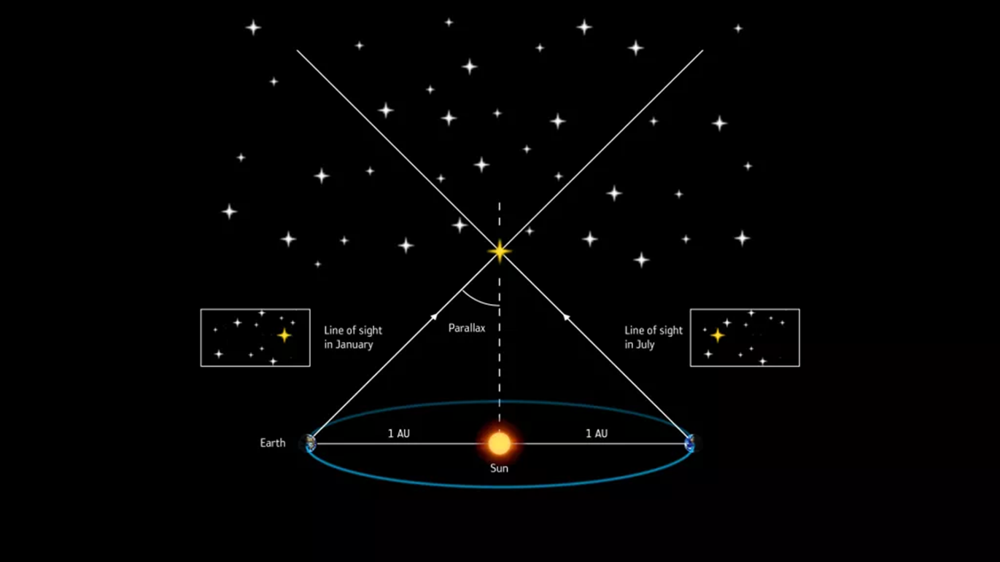 Line of sight
in January
Parallax
Line of sight
in July
1 AU
1 AU
Earth
Sun